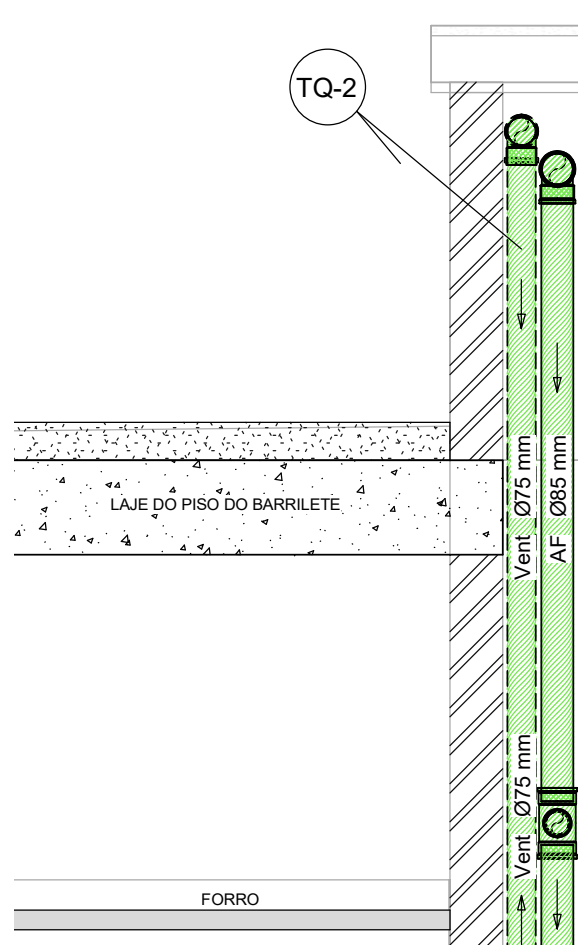 TQ-2
LAJE DO PISO DO BARRILETE
Vent Ø75 mm
AF Ø85 mm
Vent Ø75 mm
FORRO